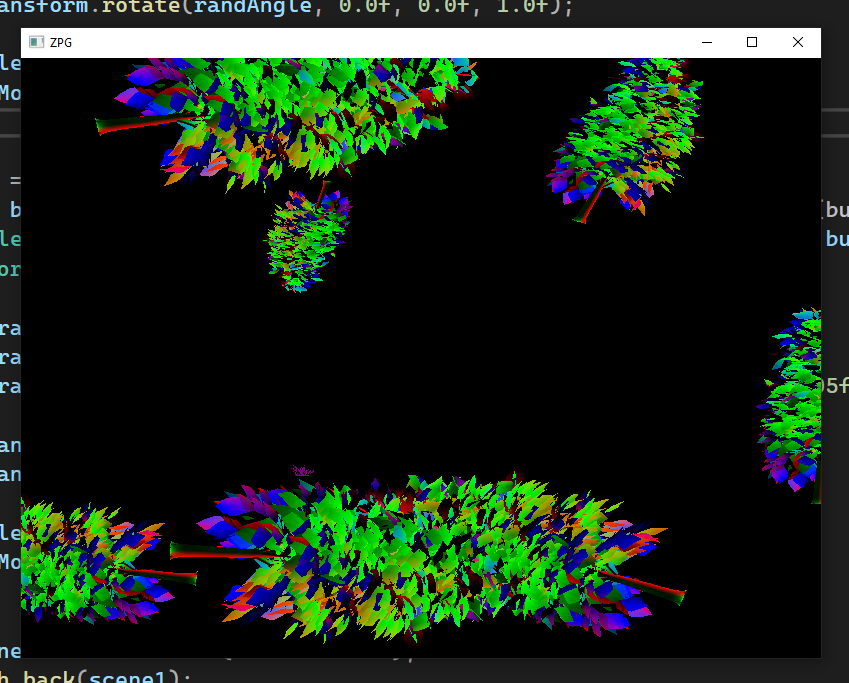 ansform.rotate(randAngle, 0.0f, 0.0f, 1.0f);
ZPG
le
Mo
=
b (bu
le bu
or
ra
ra
ra 05f
an
an
le
Mo
ne
h.back(scene1);